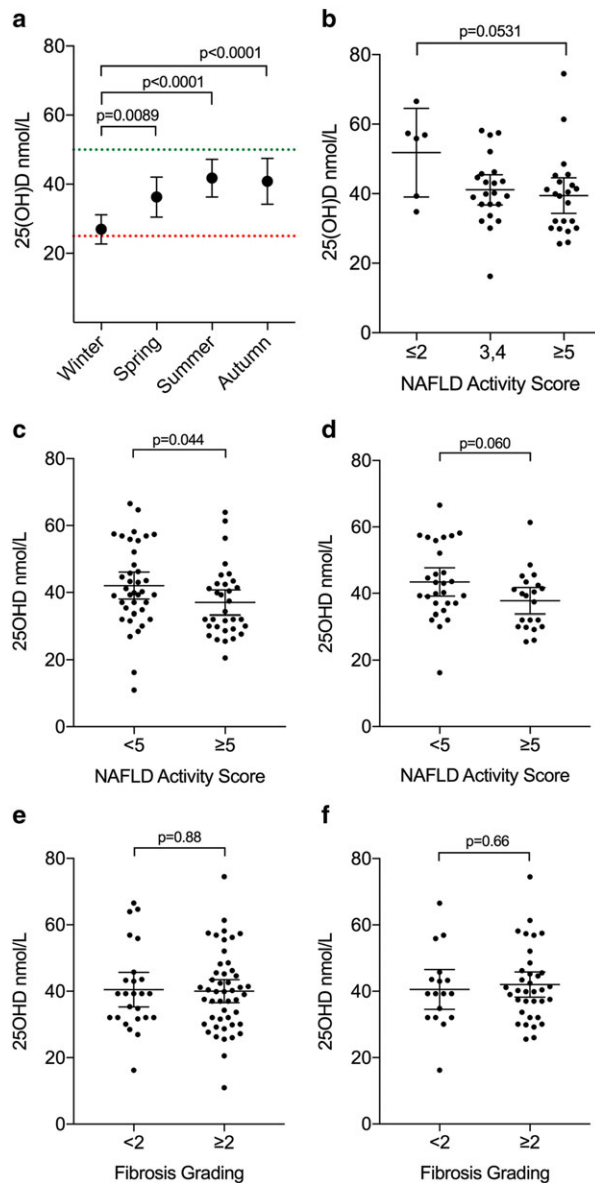 a
80
60
40
20
25(OH)D nmol/L
p<0.0001
p<0.0001
p=0.0089
Winter
Spring
Summer
Autumn
b
80
60
40
20
0
25(OH)D nmol/L
p=0.0531
≤2
3,4
≥5
NAFLD Activity Score
c
80
60
40
20
0
25OHD nmol/L
p=0.044
<5
≥5
NAFLD Activity Score
d
80
60
40
20
0
25OHD nmol/L
p=0.060
<5
≥5
NAFLD Activity Score
e
80
60
40
20
0
25OHD nmol/L
p=0.88
<2
≥2
Fibrosis Grading
f
80
60
40
20
0
25OHD nmol/L
p=0.66
<2
≥2
Fibrosis Grading